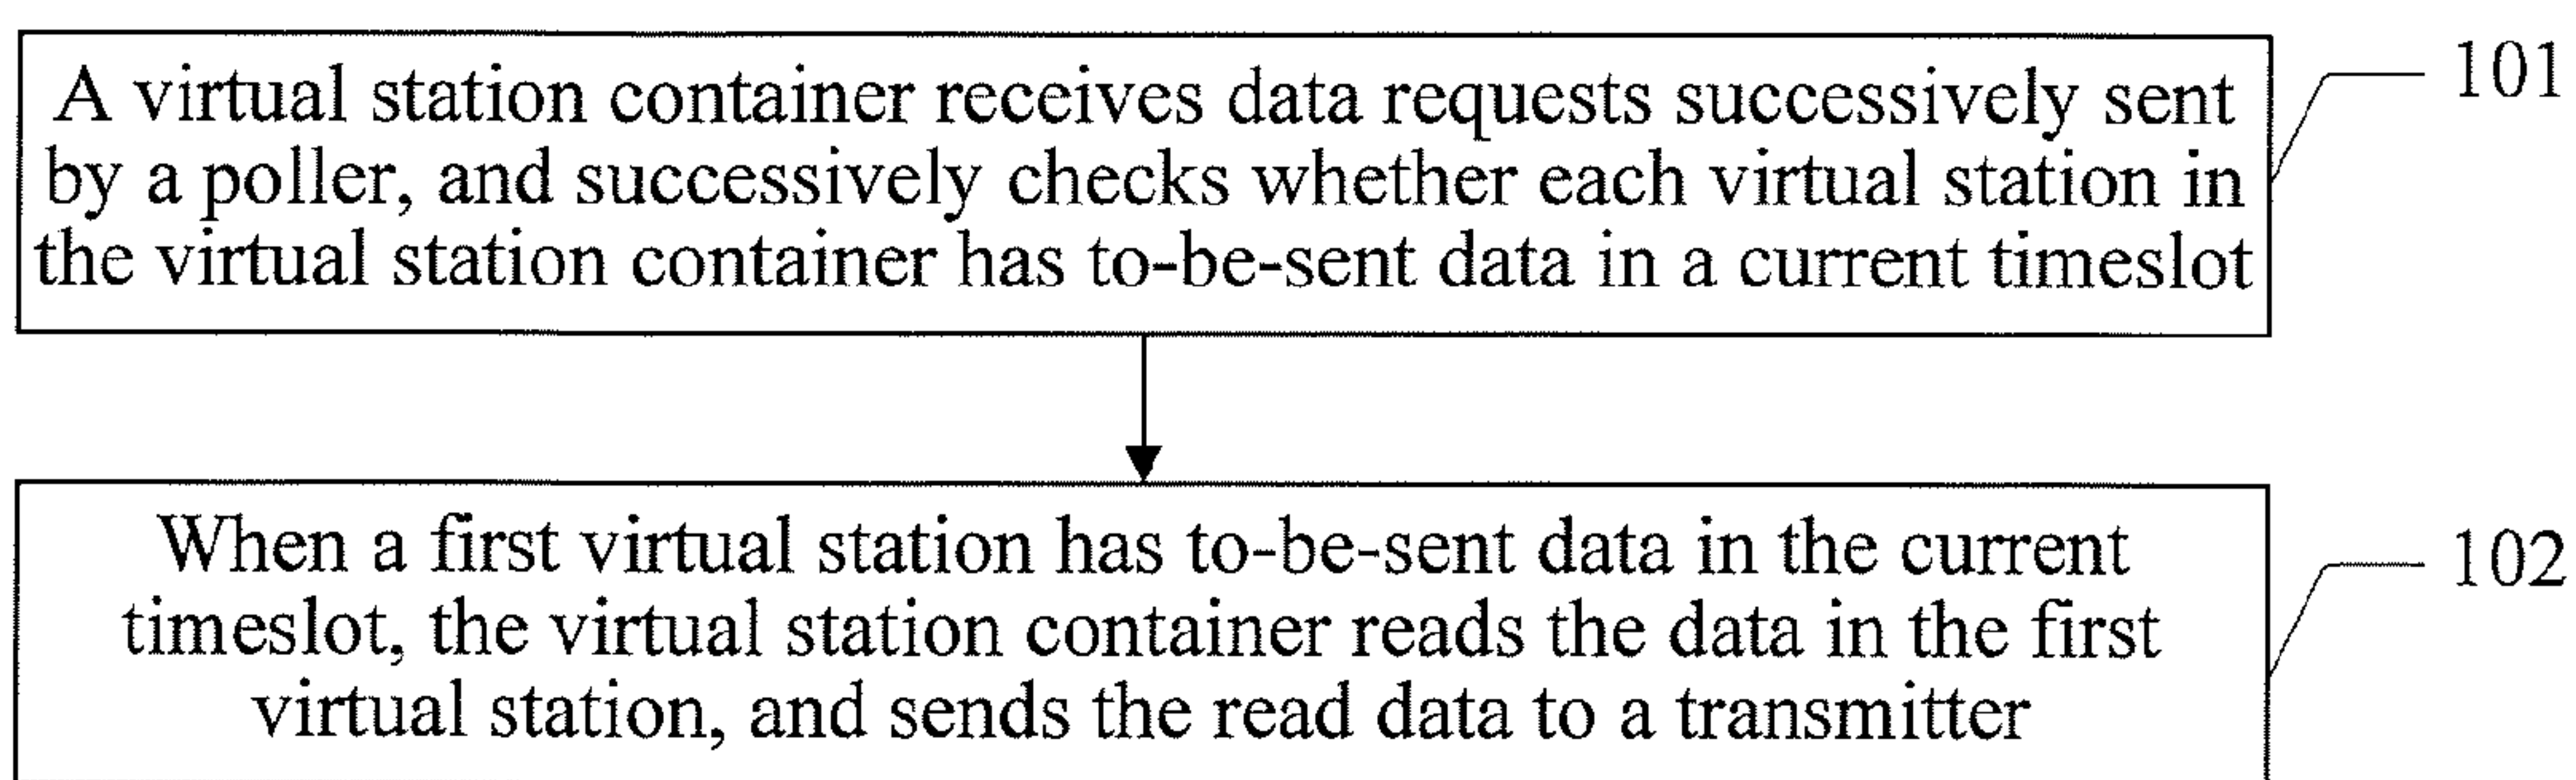 A virtual station container receives data requests successively sent
by a poller, and successively checks whether each virtual station in
the virtual station container has to-be-sent data in a current timeslot
101
When a first virtual station has to-be-sent data in the current
timeslot, the virtual station container reads the data in the first
virtual station, and sends the read data to a transmitter
102